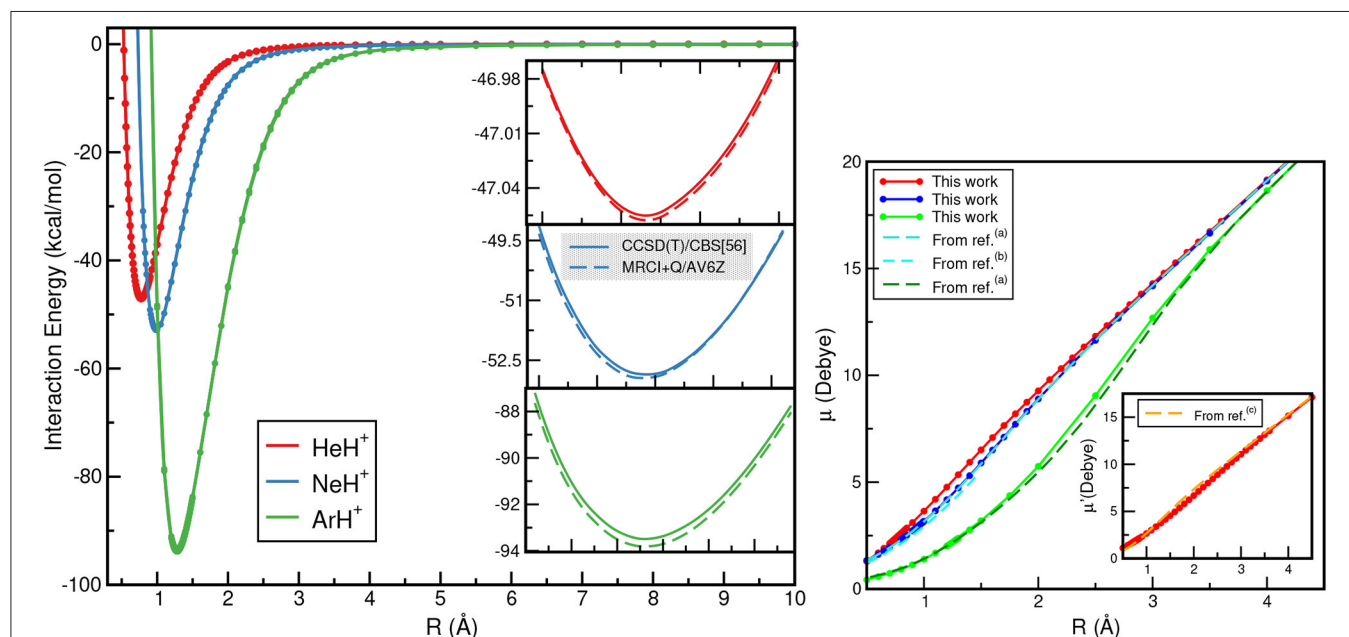 0
-20
-40
-60
-80
-100
Interaction Energy (kcal/mol)
1 2 3 4 5 6 7 8 9 10
R (Å)
HeH+
NeH+
ArH+
-46.98
-47.01
-47.04
-49.5
-51
-52.5
CCSD(T)/CBS[56]
MRCI+Q/AV6Z
-88
-90
-92
-94
20
15
10
5
0
μ (Debye)
This work
This work
This work
From ref.(a)
From ref.(b)
From ref.(a)
1 2 3 4
R (Å)
15
10
5
0
μ'(Debye)
From ref.(c)
1 2 3 4